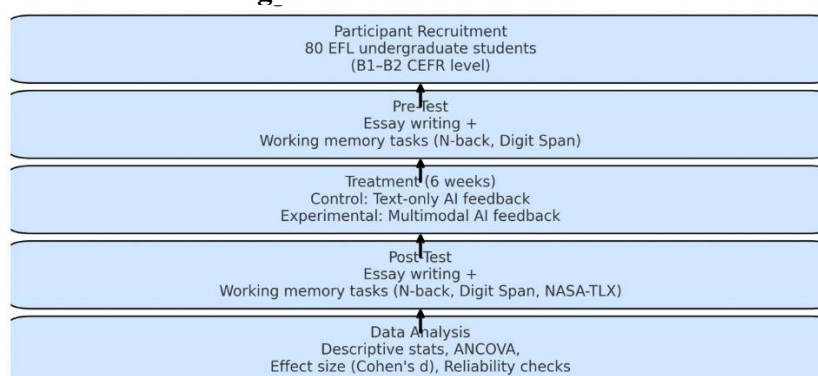 Participant Recruitment
80 EFL undergraduate students
(B1–B2 CEFR level)
Pre-Test
Essay writing +
Working memory tasks (N-back, Digit Span)
Treatment (6 weeks)
Control: Text-only AI feedback
Experimental: Multimodal AI feedback
Post-Test
Essay writing +
Working memory tasks (N-back, Digit Span, NASA-TLX)
Data Analysis
Descriptive stats, ANCOVA,
Effect size (Cohen's d), Reliability checks